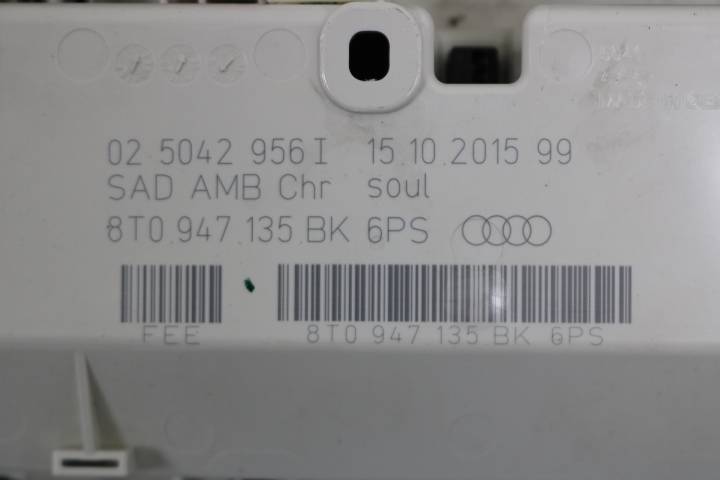 02 5042 956 I 15.10.2015 99
SAD AMB Chr soul
8T0.947.135.BK 6PS
FEE 8T0 947 135 BK 6PS